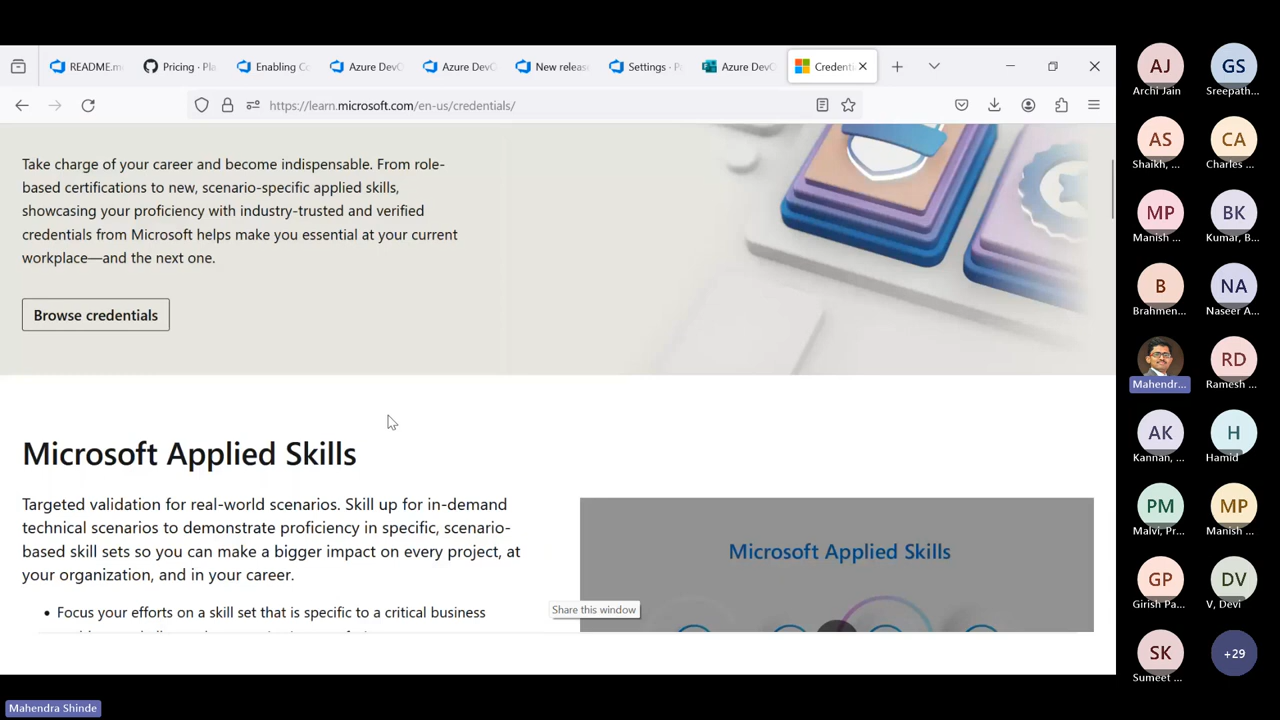 README.m
Pricing · Pla
Enabling Co
Azure DevO
Azure DevO
New releas
Settings · P
Azure DevO
Credenti
https://learn.microsoft.com/en-us/credentials/
Take charge of your career and become indispensable. From role-
based certifications to new, scenario-specific applied skills,
showcasing your proficiency with industry-trusted and verified
credentials from Microsoft helps make you essential at your current
workplace—and the next one.
Browse credentials
Microsoft Applied Skills
Targeted validation for real-world scenarios. Skill up for in-demand
technical scenarios to demonstrate proficiency in specific, scenario-
based skill sets so you can make a bigger impact on every project, at
your organization, and in your career.
• Focus your efforts on a skill set that is specific to a critical business
Microsoft Applied Skills
Share this window
AJ
Archi Jain
GS
Sreepath...
AS
Shaikh, ...
CA
Charles ...
MP
Manish ...
BK
Kumar, B...
B
Brahmen...
NA
Naseer A...
Mahendr...
RD
Ramesh ...
AK
Kannan, ...
H
Hamid
PM
Malvi, Pr...
MP
Manish ...
GP
Girish Pa...
DV
V, Devi
SK
Sumeet ...
+29
Mahendra Shinde